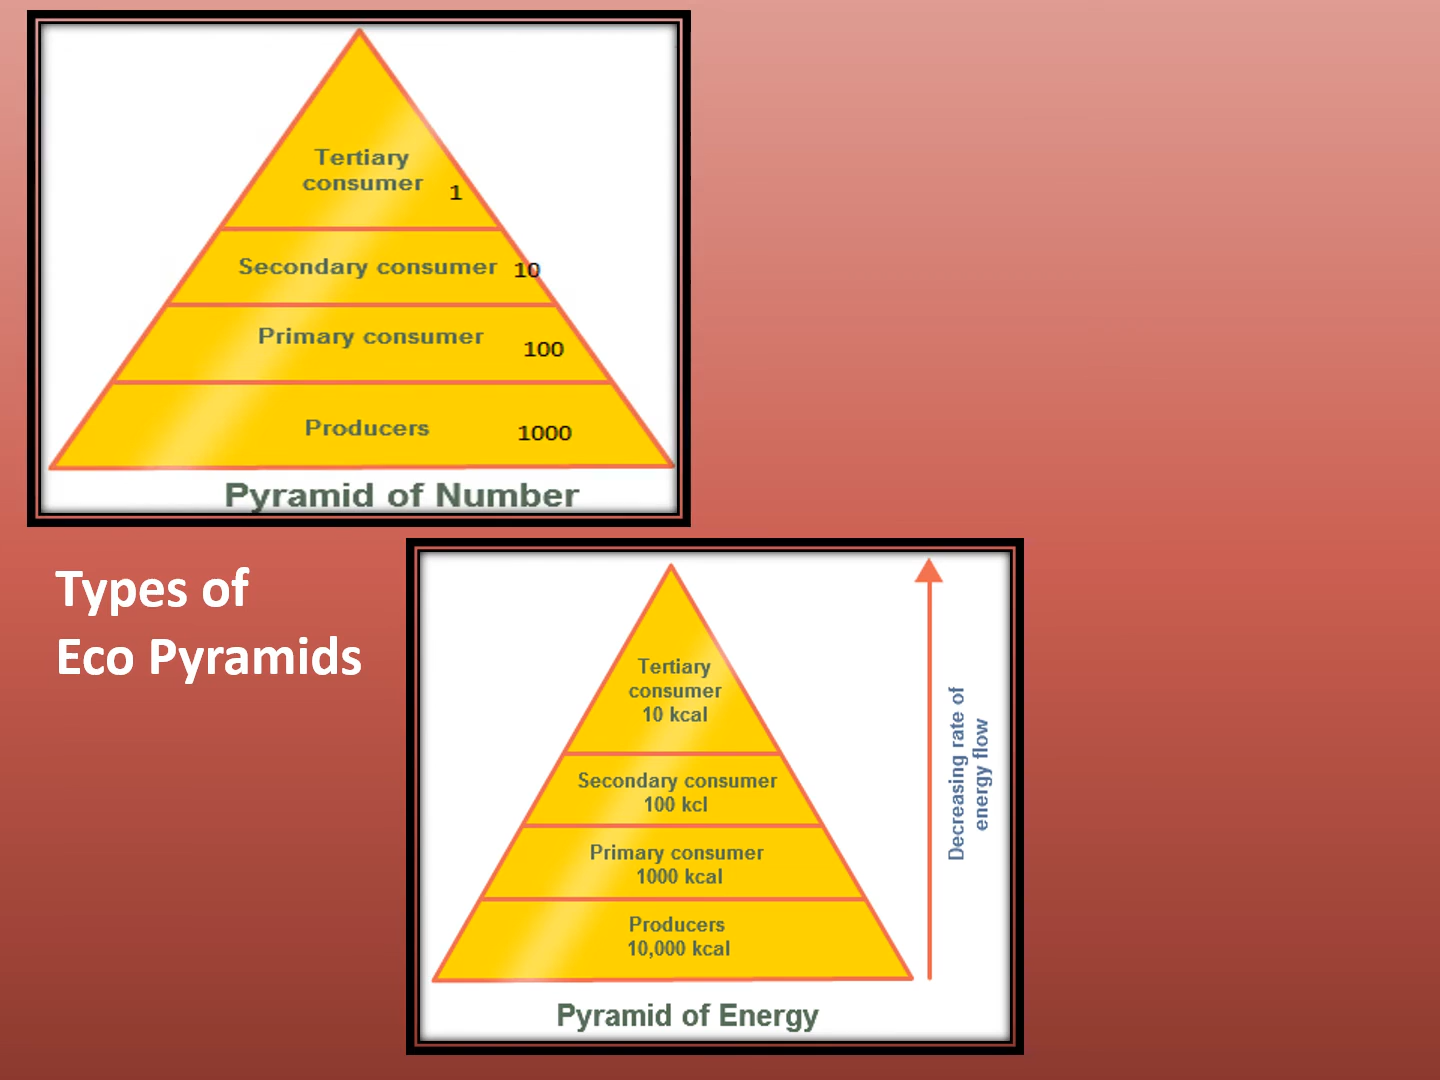 Tertiary
consumer
1
Secondary consumer 10
Primary consumer
100
Producers
1000
Pyramid of Number
Types of
Eco Pyramids
Tertiary
consumer
10 kcal
Secondary consumer
100 kcl
Primary consumer
1000 kcal
Producers
10,000 kcal
Decreasing rate of
energy flow
Pyramid of Energy